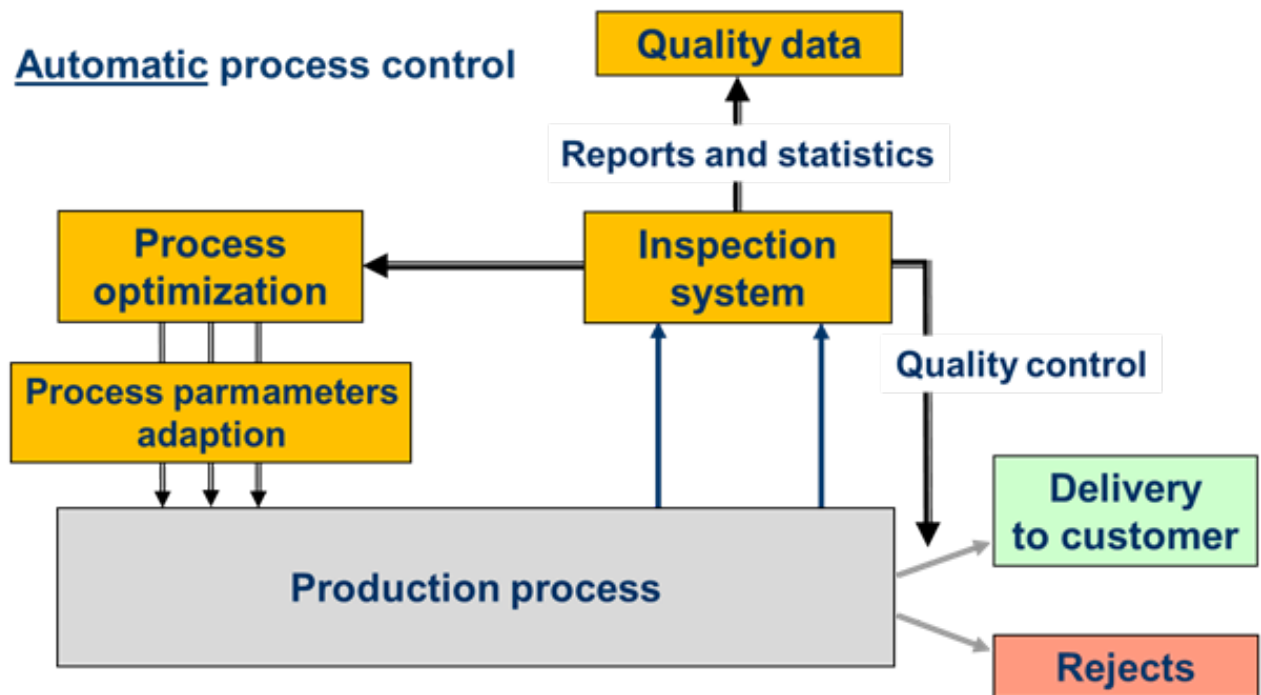 Automatic process control
Quality data
Reports and statistics
Process
optimization
Inspection
system
Process parmameters
adaption
Quality control
Delivery
to customer
Production process
Rejects